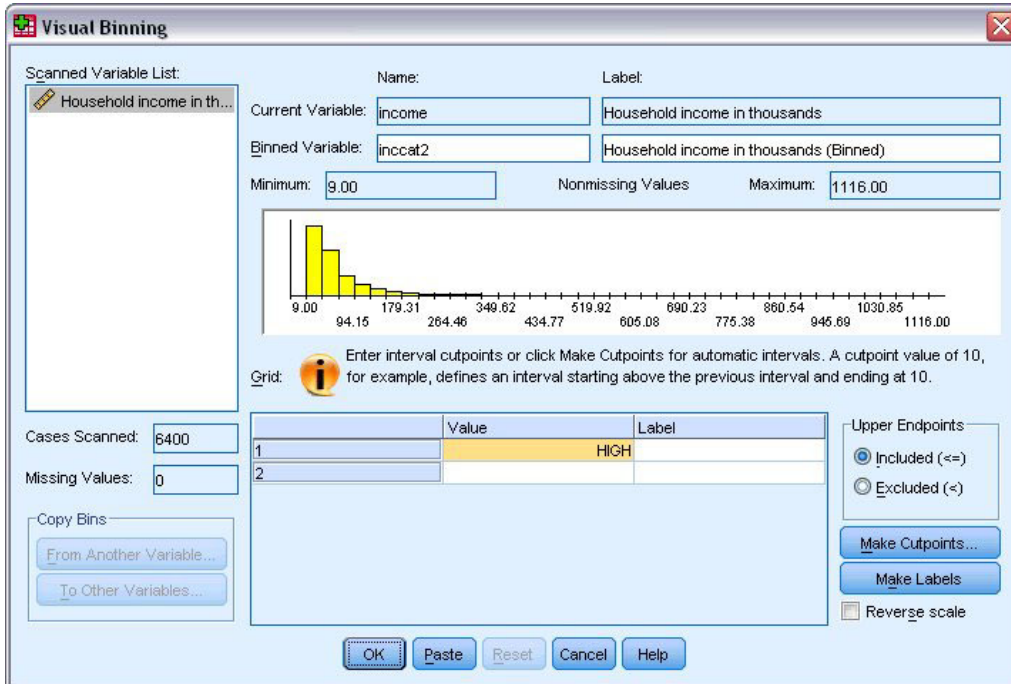 Visual Binning
Scanned Variable List:
Household income in th...
Name:
Label:
Current Variable:
income
Household income in thousands
Binned Variable:
inccat2
Household income in thousands (Binned)
Minimum:
9.00
Nonmissing Values
Maximum:
1116.00
9.00 179.31 349.62 519.92 690.23 860.54 1030.85
94.15 264.46 434.77 605.08 775.38 945.69 1116.00
Grid:
i
Enter interval cutpoints or click Make Cutpoints for automatic intervals. A cutpoint value of 10,
for example, defines an interval starting above the previous interval and ending at 10.
Cases Scanned:
6400
Missing Values:
0
Copy Bins
From Another Variable...
To Other Variables...
Value
Label
1
HIGH
2
Upper Endpoints
Included (<=)
Excluded (<)
Make Cutpoints...
Make Labels
Reverse scale
OK
Paste
Reset
Cancel
Help